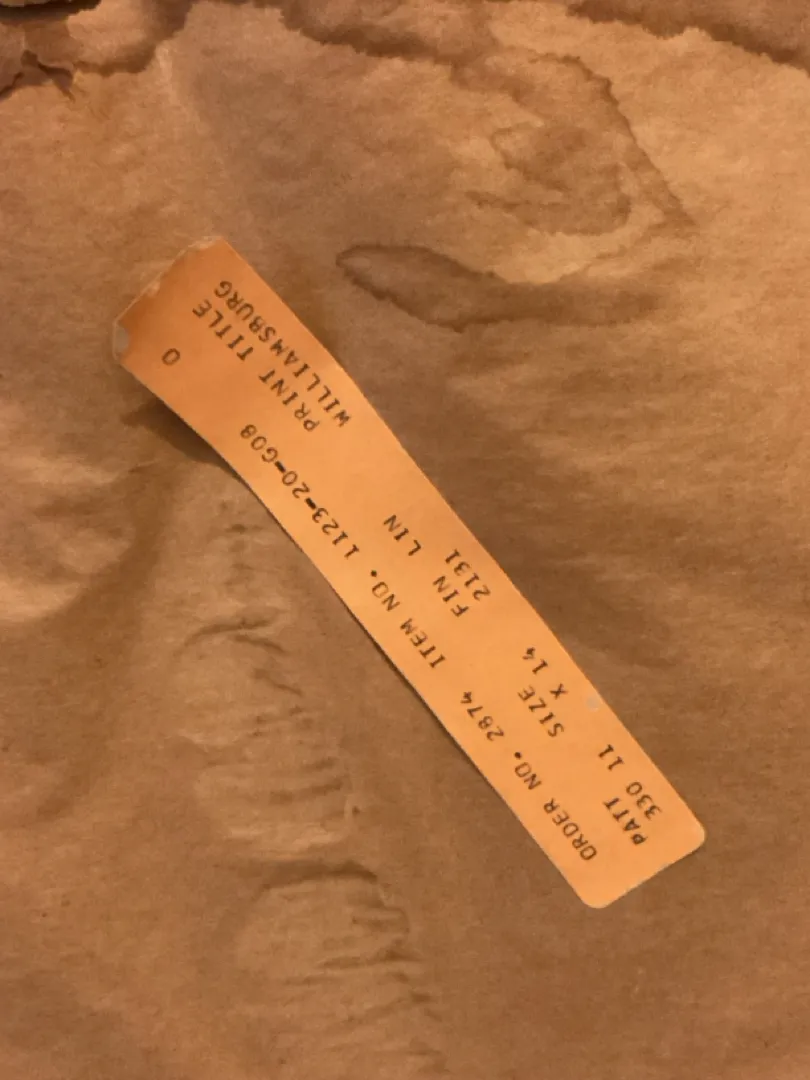 ORDER NO. 2874 ITEM NO. 1123-20-G08 0
PATT SIZE FIN LIN PRINT TITLE
330 11 X 14 2131 WILLIAMSBURG